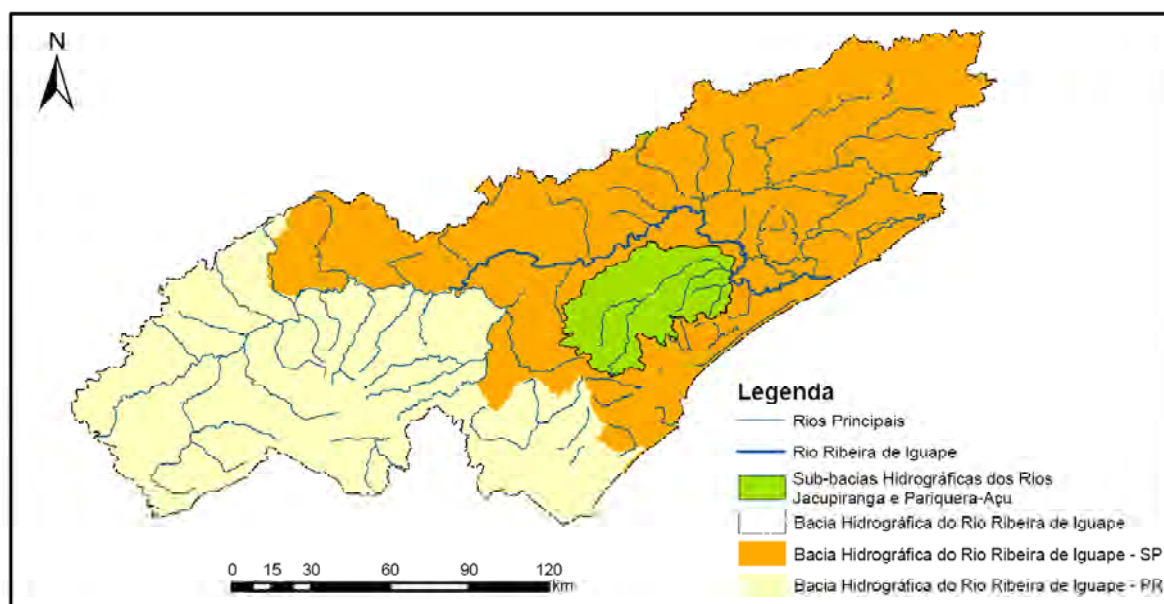 N
Legenda
Rios Principais
Rio Ribeira de Iguape
Sub-bacias Hidrográficas dos Rios
Jacupiranga e Pariquera-Açu
Bacia Hidrográfica do Rio Ribeira de Iguape
Bacia Hidrográfica do Rio Ribeira de Iguape - SP
Bacia Hidrográfica do Rio Ribeira de Iguape - PR
0 15 30 60 90 120
km